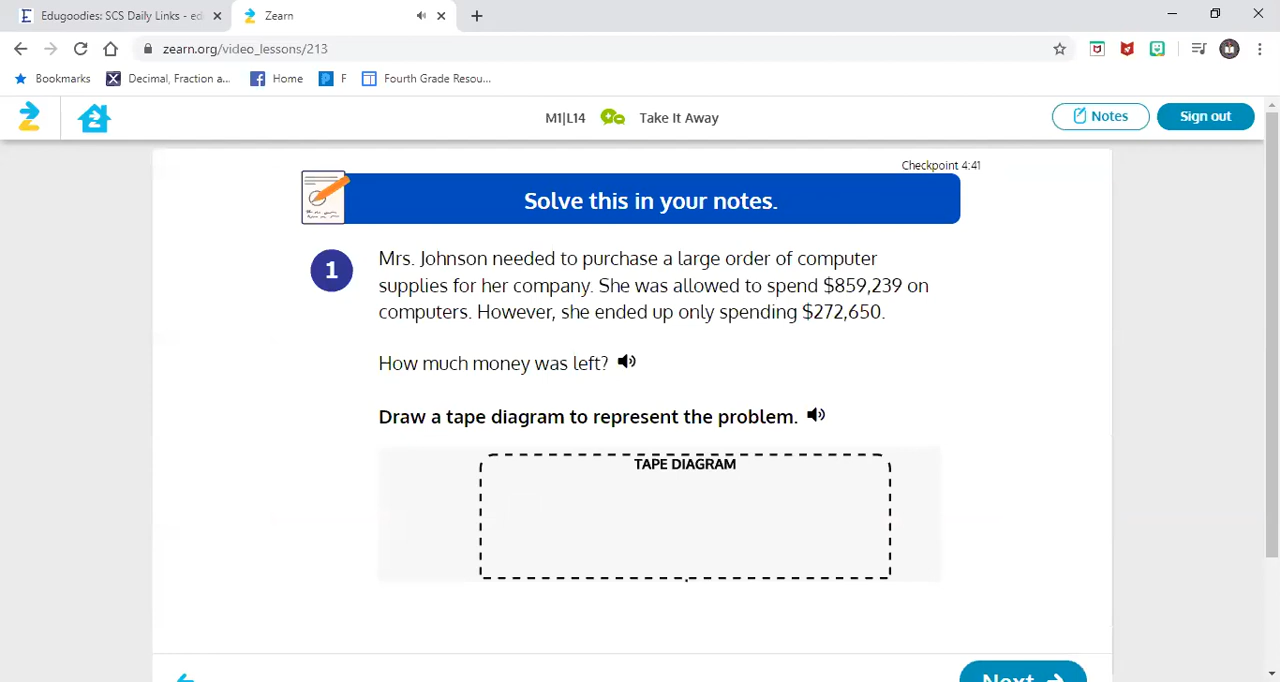 Edugoodies: SCS Daily Links - ed
Zearn
zearn.org/video_lessons/213
Bookmarks
Decimal, Fraction a...
Home
F
Fourth Grade Resou...
M1|L14
Take It Away
Notes
Sign out
Checkpoint 4:41
Solve this in your notes.
1
Mrs. Johnson needed to purchase a large order of computer
supplies for her company. She was allowed to spend $859,239 on
computers. However, she ended up only spending $272,650.
How much money was left?
Draw a tape diagram to represent the problem.
TAPE DIAGRAM
Next